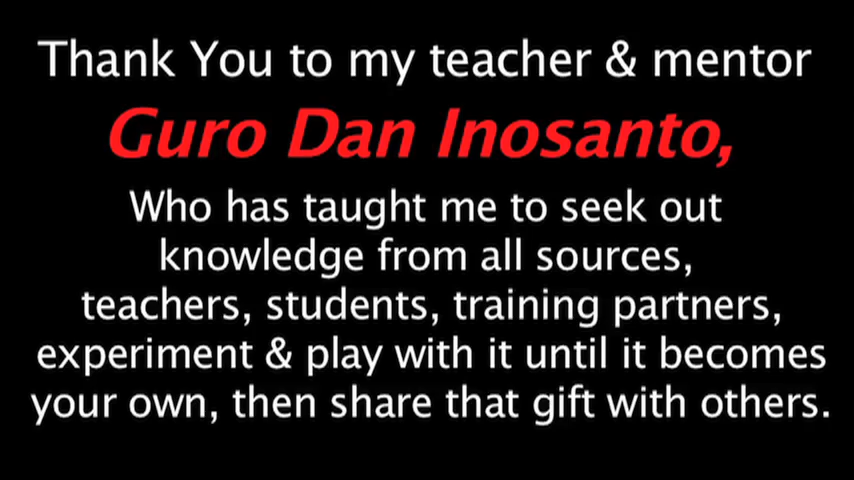 Thank You to my teacher & mentor
Guro Dan Inosanto,
Who has taught me to seek out
knowledge from all sources,
teachers, students, training partners,
experiment & play with it until it becomes
your own, then share that gift with others.